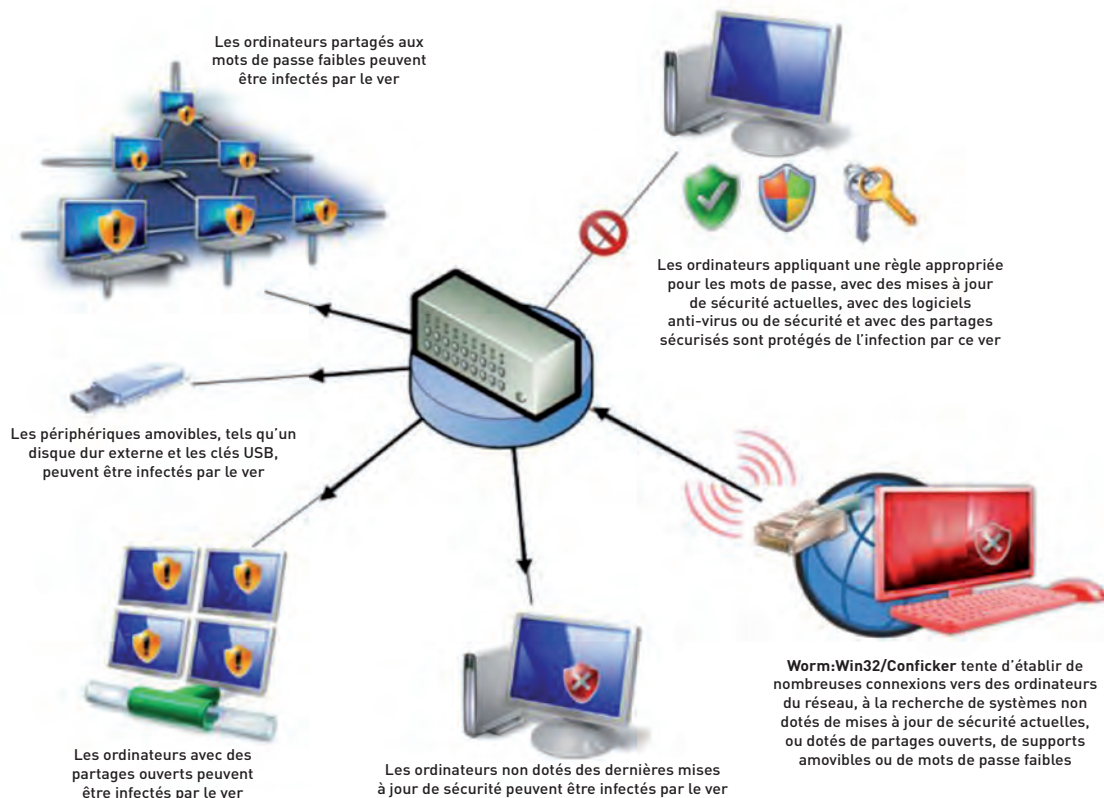 Les ordinateurs partagés aux
mots de passe faibles peuvent
être infectés par le ver
Les ordinateurs appliquant une règle appropriée
pour les mots de passe, avec des mises à jour
de sécurité actuelles, avec des logiciels
anti-virus ou de sécurité et avec des partages
sécurisés sont protégés de l'infection par ce ver
Les périphériques amovibles, tels qu'un
disque dur externe et les clés USB,
peuvent être infectés par le ver
Les ordinateurs avec des
partages ouverts peuvent
être infectés par le ver
Les ordinateurs non dotés des dernières mises
à jour de sécurité peuvent être infectés par le ver
Worm:Win32/Conficker tente d'établir de
nombreuses connexions vers des ordinateurs
du réseau, à la recherche de systèmes non
dotés de mises à jour de sécurité actuelles,
ou dotés de partages ouverts, de supports
amovibles ou de mots de passe faibles